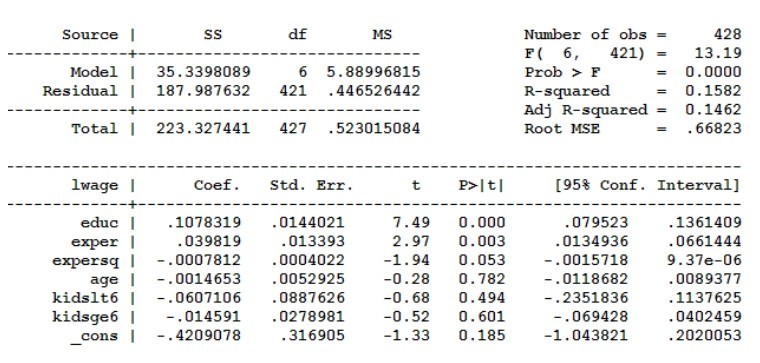 Source | SS df MS Number of obs = 428
-------------+------------------------------ F( 6, 421) = 13.19
Model | 35.3398089 6 5.88996815 Prob > F = 0.0000
Residual | 187.987632 421 .446526442 R-squared = 0.1582
-------------+------------------------------ Adj R-squared = 0.1462
Total | 223.327441 427 .523015084 Root MSE = .66823
------------------------------------------------------------------------------
lwage | Coef. Std. Err. t P>|t| [95% Conf. Interval]
-------------+----------------------------------------------------------------
educ | .1078319 .0144021 7.49 0.000 .079523 .1361409
exper | .039819 .013393 2.97 0.003 .0134936 .0661444
expersq | -.0007812 .0004022 -1.94 0.053 -.0015718 9.37e-06
age | -.0014653 .0052925 -0.28 0.782 -.0118682 .0089377
kidslt6 | -.0607106 .0887626 -0.68 0.494 -.2351836 .1137625
kidsge6 | -.014591 .0278981 -0.52 0.601 -.069428 .0402459
_cons | -.4209078 .316905 -1.33 0.185 -1.043821 .2020053